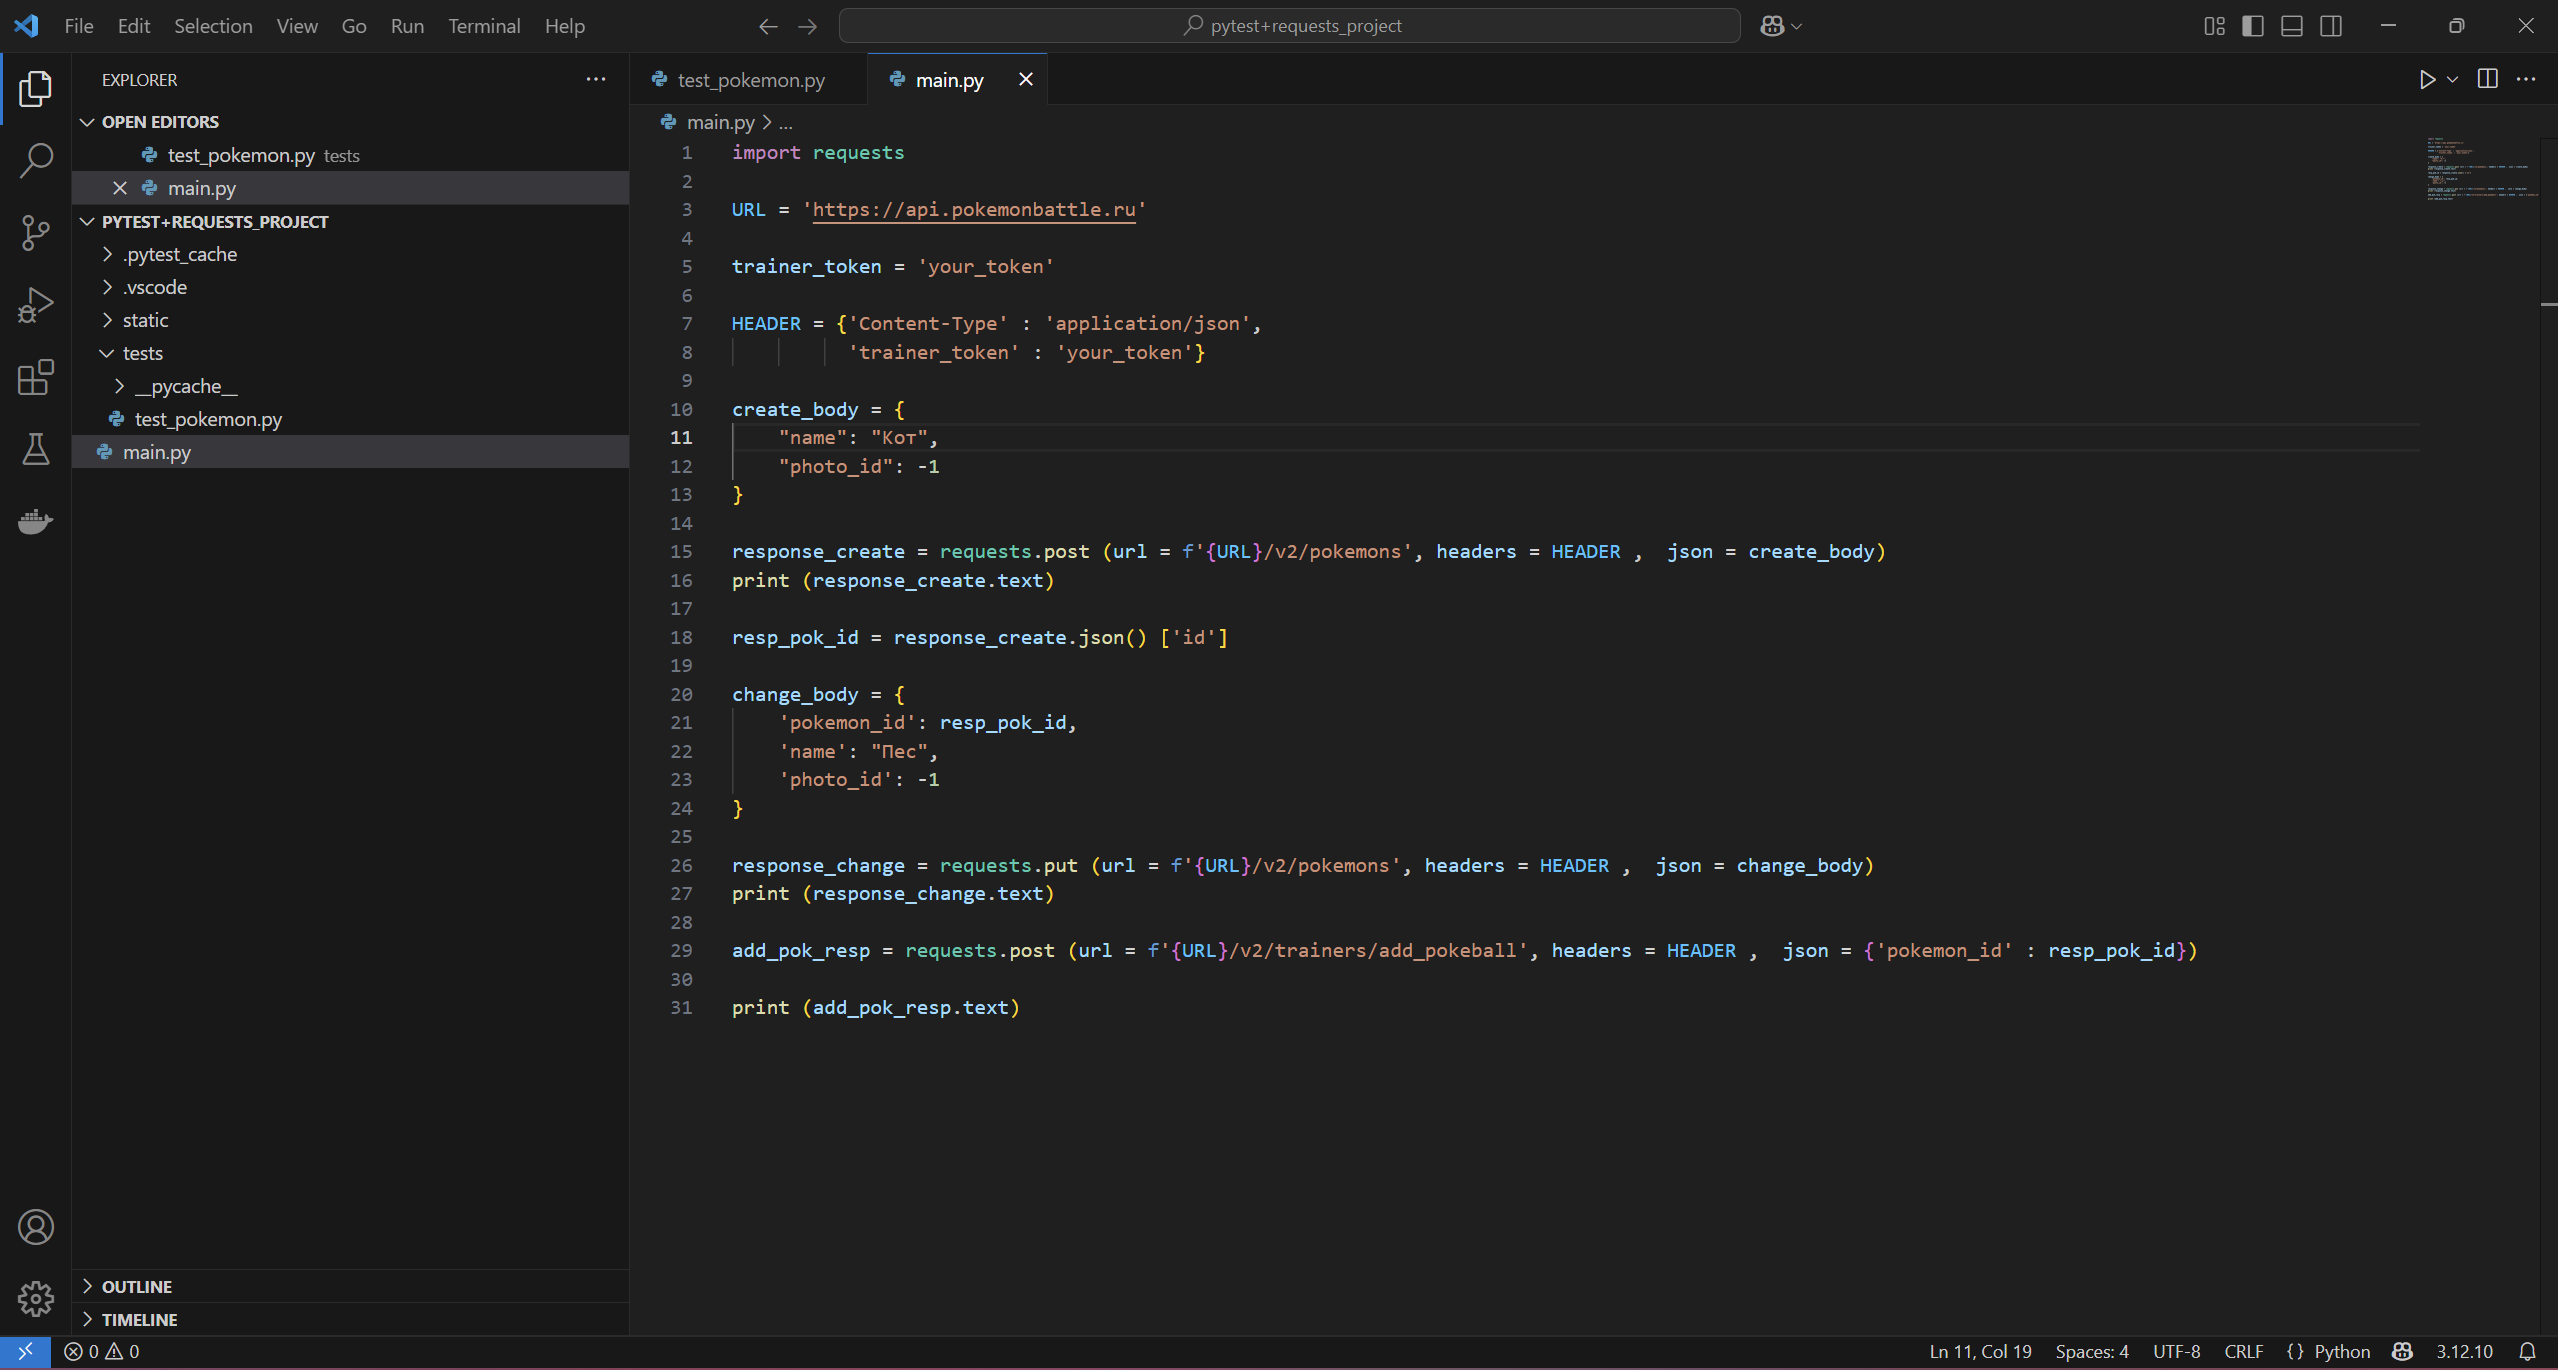 File Edit Selection View Go Run Terminal Help
pytest+requests_project
EXPLORER
OPEN EDITORS
test_pokemon.py tests
main.py
PYTEST+REQUESTS_PROJECT
.pytest_cache
.vscode
static
tests
__pycache__
test_pokemon.py
main.py
OUTLINE
TIMELINE
test_pokemon.py
main.py
main.py > ...
1 import requests
2
3 URL = 'https://api.pokemonbattle.ru'
4
5 trainer_token = 'your_token'
6
7 HEADER = {'Content-Type' : 'application/json',
8 'trainer_token' : 'your_token'}
9
10 create_body = {
11 "name": "Кот",
12 "photo_id": -1
13 }
14
15 response_create = requests.post (url = f'{URL}/v2/pokemons', headers = HEADER ,  json = create_body)
16 print (response_create.text)
17
18 resp_pok_id = response_create.json() ['id']
19
20 change_body = {
21 'pokemon_id': resp_pok_id,
22 'name': "Пес",
23 'photo_id': -1
24 }
25
26 response_change = requests.put (url = f'{URL}/v2/pokemons', headers = HEADER ,  json = change_body)
27 print (response_change.text)
28
29 add_pok_resp = requests.post (url = f'{URL}/v2/trainers/add_pokeball', headers = HEADER ,  json = {'pokemon_id' : resp_pok_id})
30
31 print (add_pok_resp.text)
0 0
Ln 11, Col 19 Spaces: 4 UTF-8 CRLF {} Python 3.12.10